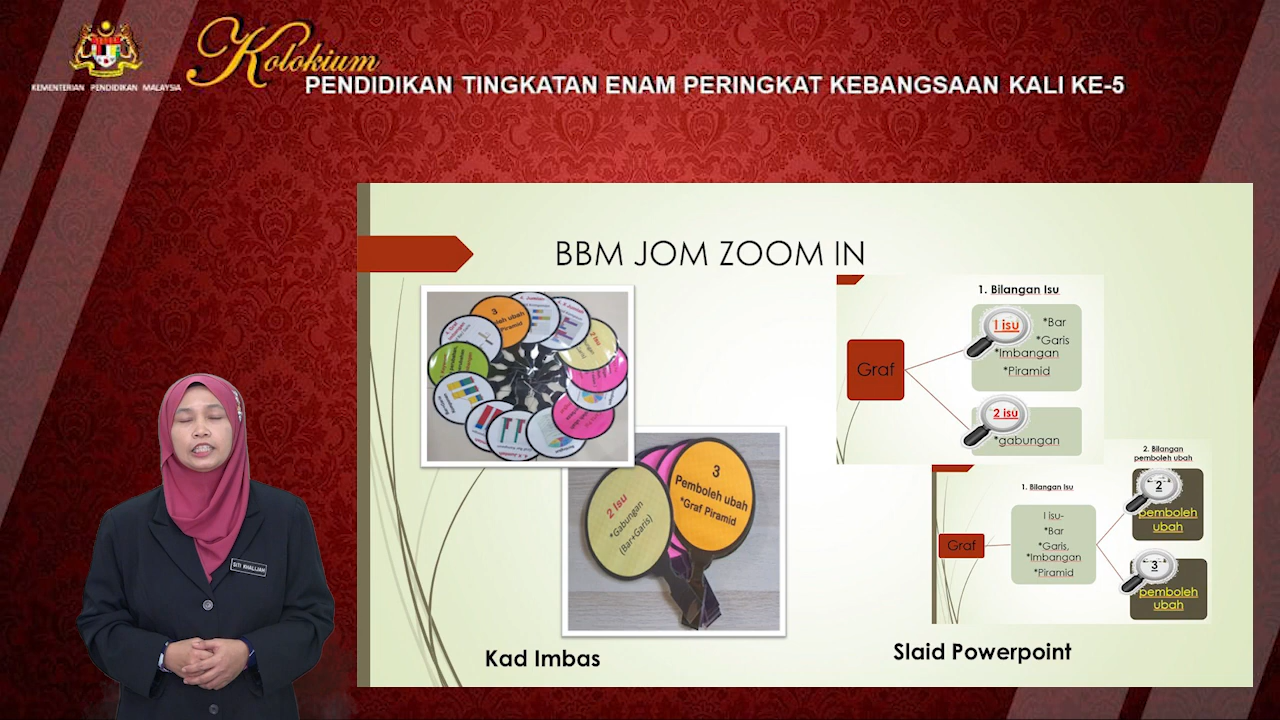 Kolokium
KEMENTERIAN PENDIDIKAN MALAYSIA
PENDIDIKAN TINGKATAN ENAM PERINGKAT KEBANGSAAN KALI KE-5
BBM JOM ZOOM IN
3
2 Isu
2 Isu
*Gabungan
(Bar+Garis)
3
Pemboleh ubah
*Graf Piramid
Kad Imbas
1. Bilangan Isu
Graf
1 isu
*Bar
*Garis
*Imbangan
*Piramid
2 isu
*gabungan
2. Bilangan
pemboleh ubah
1. Bilangan Isu
Graf
1 isu-
*Bar
*Garis,
*Imbangan
*Piramid
2
pemboleh
ubah
3
pemboleh
ubah
Slaid Powerpoint
SITI KHALIJAH